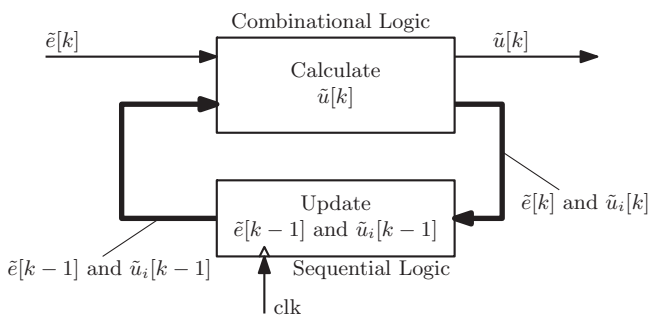 Combinational Logic
ẽ[k]
ũ[k]
Calculate
ũ[k]
ẽ[k] and ũᵢ[k]
Update
ẽ[k−1] and ũᵢ[k−1]
ẽ[k−1] and ũᵢ[k−1]
Sequential Logic
clk